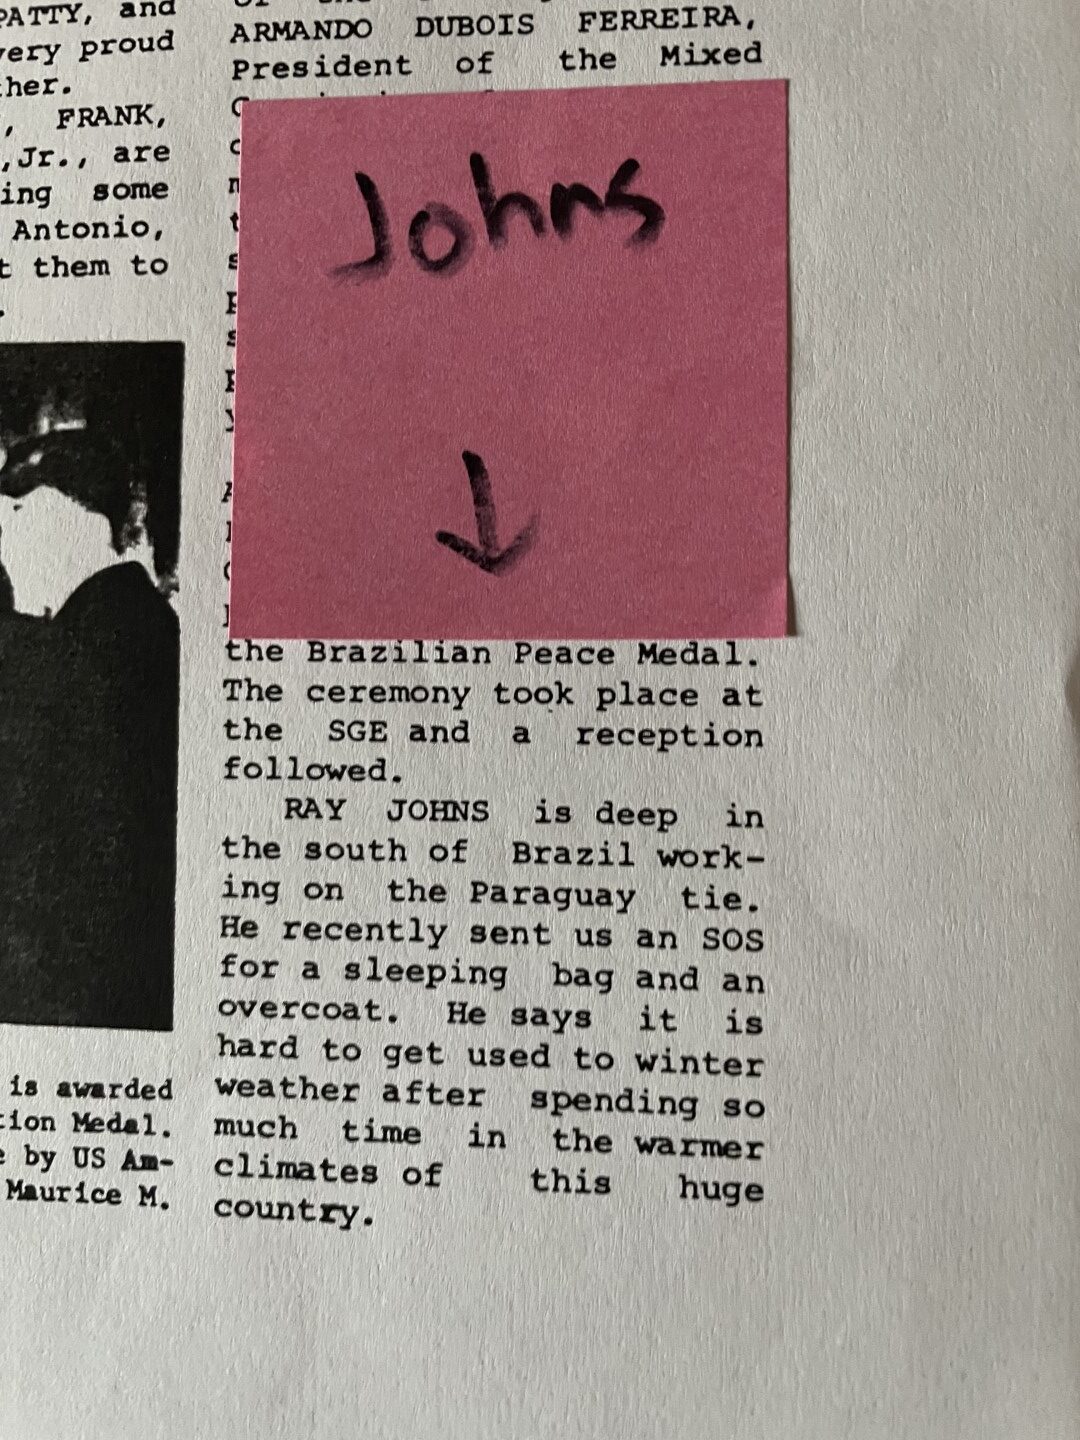 PATTY, and
very proud
ther.
, FRANK,
,Jr., are
ing some
Antonio,
t them to
is awarded
tion Medal.
e by US Am-
Maurice M.
ARMANDO DUBOIS FERREIRA,
President of the Mixed
Johns
↓
the Brazilian Peace Medal.
The ceremony took place at
the SGE and a reception
followed.
RAY JOHNS is deep in
the south of Brazil work-
ing on the Paraguay tie.
He recently sent us an SOS
for a sleeping bag and an
overcoat. He says it is
hard to get used to winter
weather after spending so
much time in the warmer
climates of this huge
country.